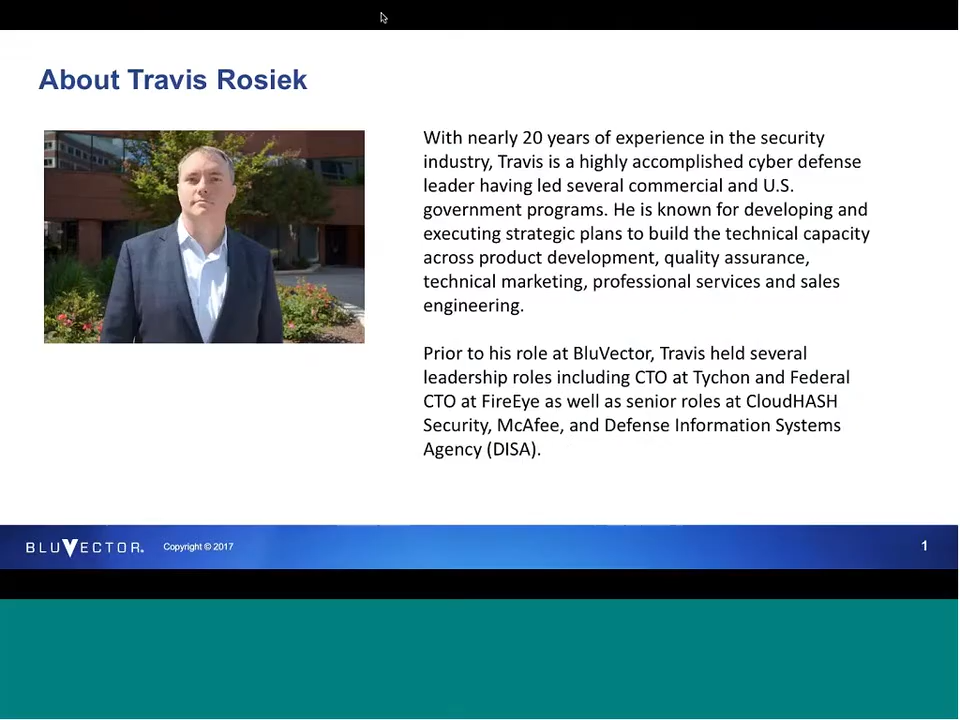 About Travis Rosiek
With nearly 20 years of experience in the security
industry, Travis is a highly accomplished cyber defense
leader having led several commercial and U.S.
government programs. He is known for developing and
executing strategic plans to build the technical capacity
across product development, quality assurance,
technical marketing, professional services and sales
engineering.
Prior to his role at BluVector, Travis held several
leadership roles including CTO at Tychon and Federal
CTO at FireEye as well as senior roles at CloudHASH
Security, McAfee, and Defense Information Systems
Agency (DISA).
BLUVECTOR® Copyright © 2017 1